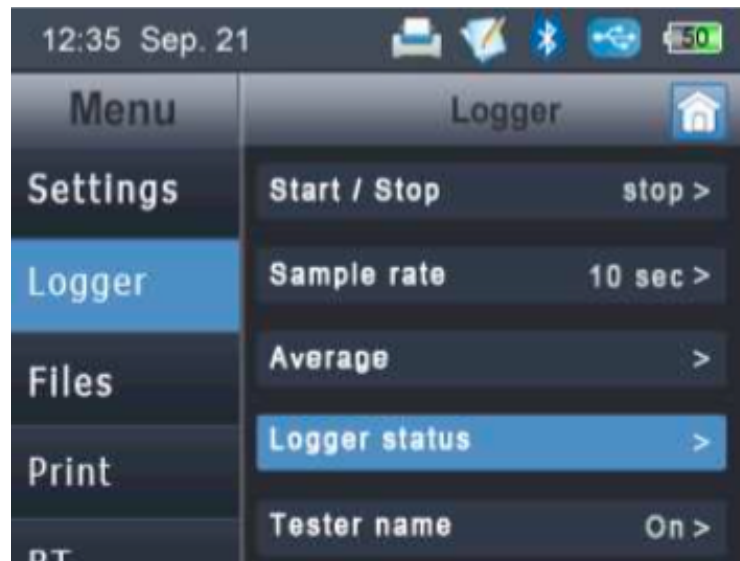 12:35 Sep. 21
50
Menu
Logger
Settings
Start / Stop stop >
Logger
Sample rate 10 sec >
Files
Average >
Logger status >
Print
Tester name On >
BT